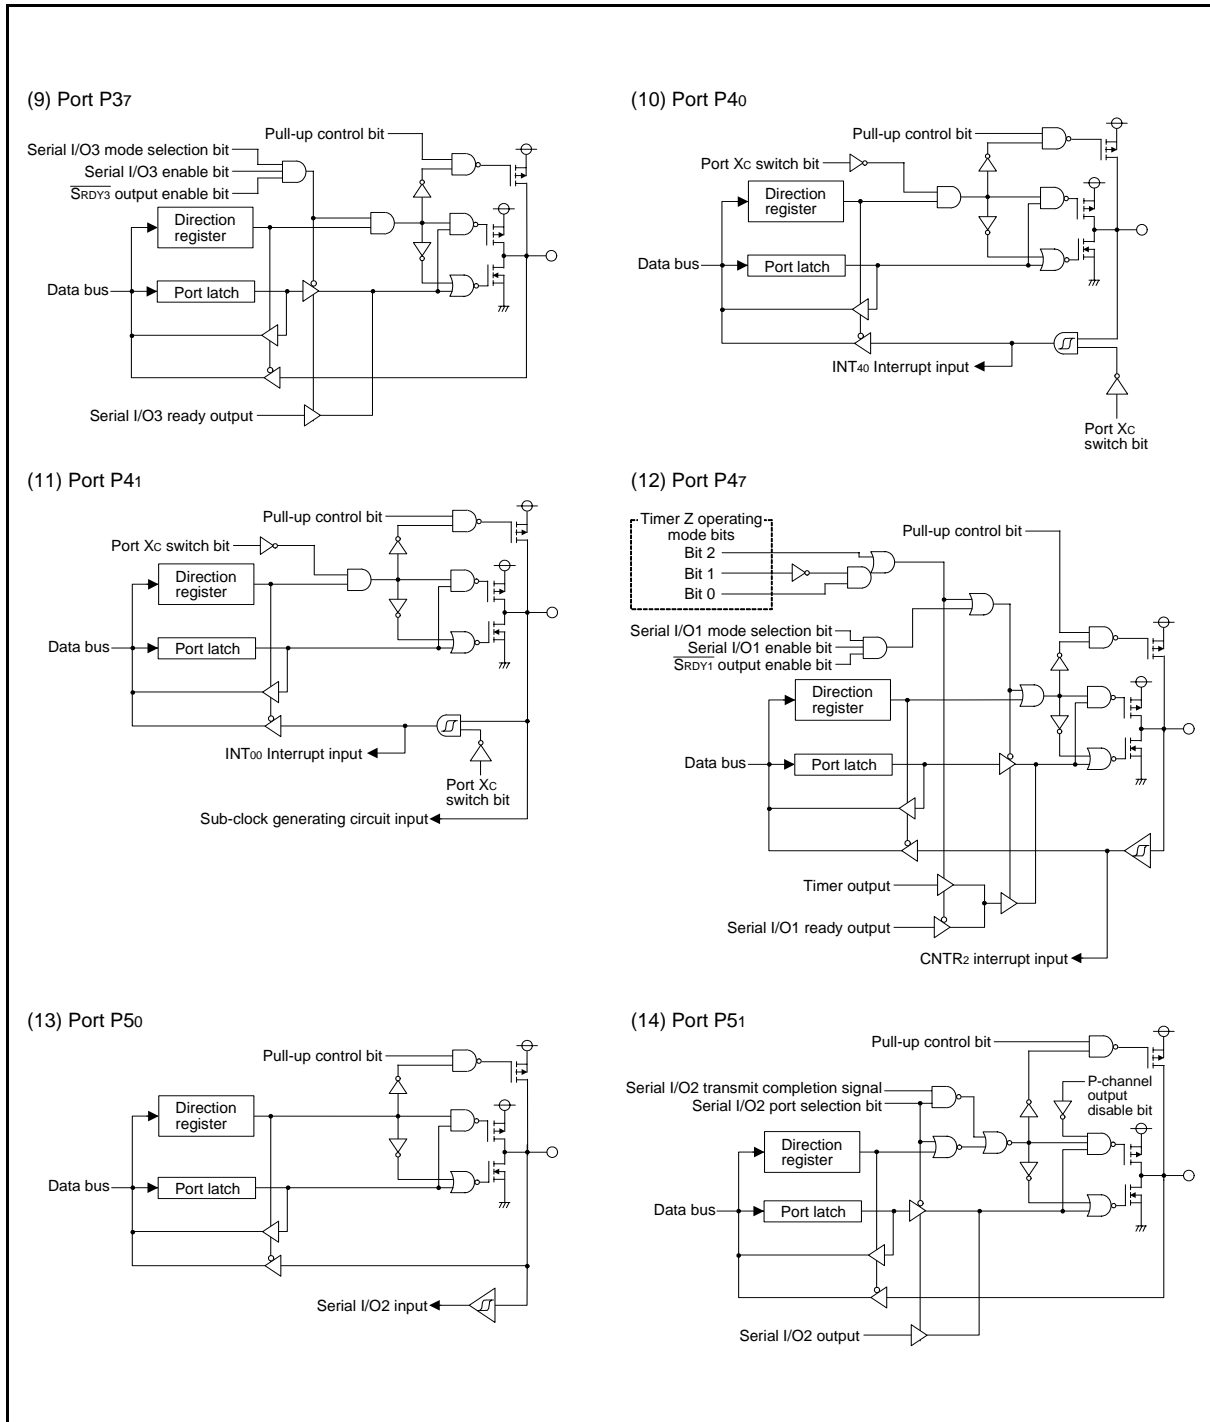 (9) Port P37
Pull-up control bit
Serial I/O3 mode selection bit
Serial I/O3 enable bit
SRDY3 output enable bit
Direction
register
Data bus
Port latch
Serial I/O3 ready output
(10) Port P40
Pull-up control bit
Port XC switch bit
Direction
register
Data bus
Port latch
INT40 Interrupt input
Port XC
switch bit
(11) Port P41
Pull-up control bit
Port XC switch bit
Direction
register
Data bus
Port latch
INT00 Interrupt input
Port XC
switch bit
Sub-clock generating circuit input
(12) Port P47
Timer Z operating
mode bits
Bit 2
Bit 1
Bit 0
Pull-up control bit
Serial I/O1 mode selection bit
Serial I/O1 enable bit
SRDY1 output enable bit
Direction
register
Data bus
Port latch
Timer output
Serial I/O1 ready output
CNTR2 interrupt input
(13) Port P50
Pull-up control bit
Direction
register
Data bus
Port latch
Serial I/O2 input
(14) Port P51
Pull-up control bit
Serial I/O2 transmit completion signal
Serial I/O2 port selection bit
P-channel
output
disable bit
Direction
register
Data bus
Port latch
Serial I/O2 output